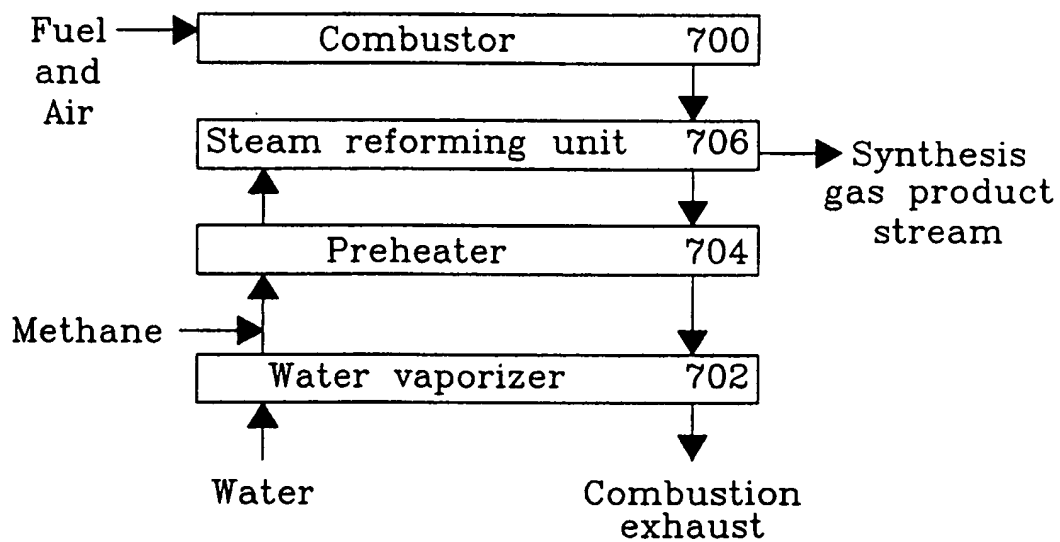 Fuel
and
Air
Combustor 700
Steam reforming unit 706
Synthesis
gas product
stream
Preheater 704
Methane
Water vaporizer 702
Water
Combustion
exhaust